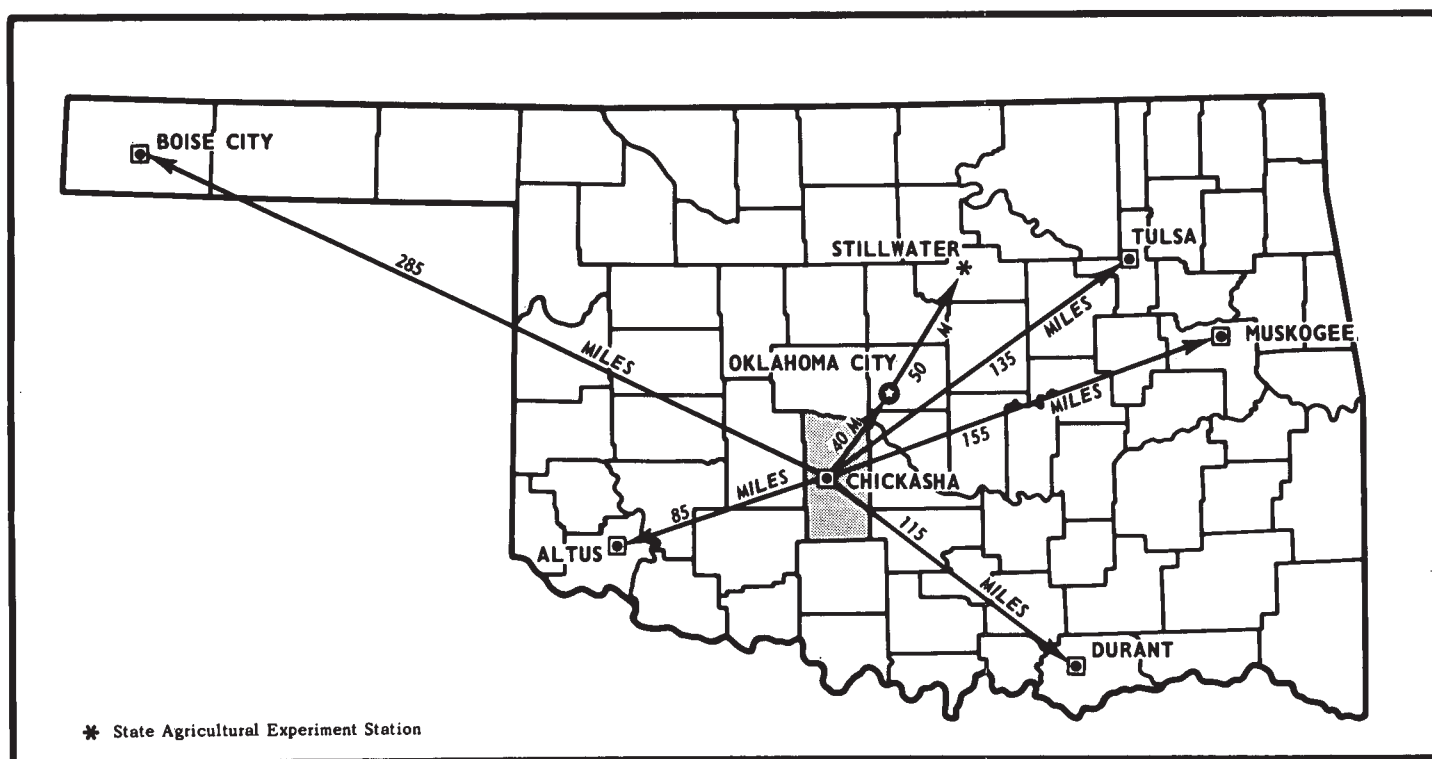 BOISE CITY
285
MILES
STILLWATER
*
TULSA
MILES
135
M
50
OKLAHOMA CITY
MUSKOGEE
MILES
155
40 M
CHICKASHA
MILES
85
ALTUS
115
MILES
DURANT
* State Agricultural Experiment Station